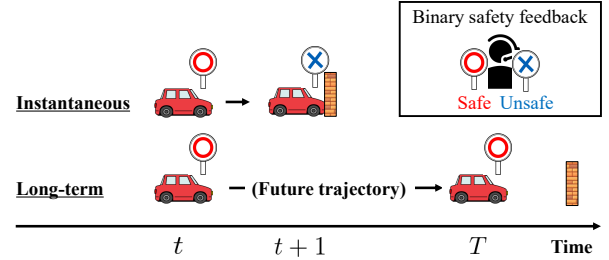 Binary safety feedback
Safe Unsafe
Instantaneous
Long-term
(Future trajectory)
t
t + 1
T
Time